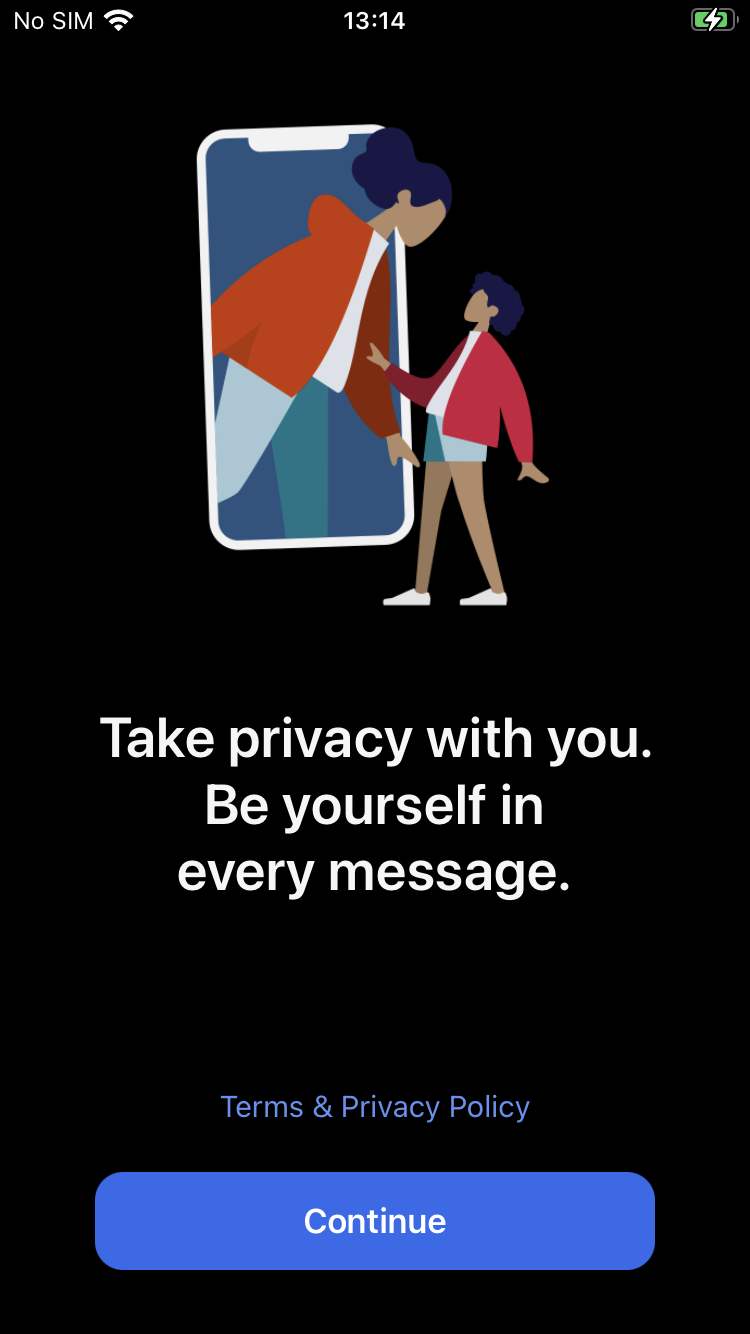 No SIM 13:14
Take privacy with you.
Be yourself in
every message.
Terms & Privacy Policy
Continue